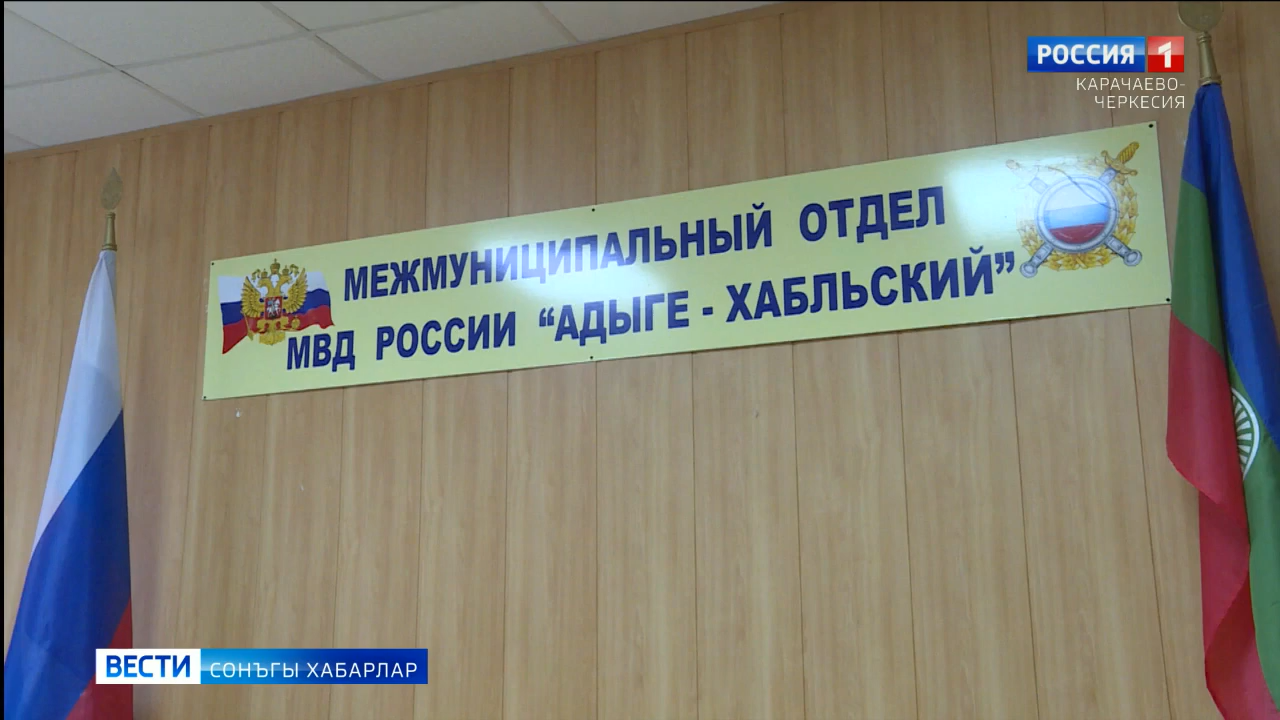 РОССИЯ 1
КАРАЧАЕВО-
ЧЕРКЕСИЯ
МЕЖМУНИЦИПАЛЬНЫЙ ОТДЕЛ
МВД РОССИИ “АДЫГЕ - ХАБЛЬСКИЙ”
ВЕСТИ СОНЪГЫ ХАБАРЛАР